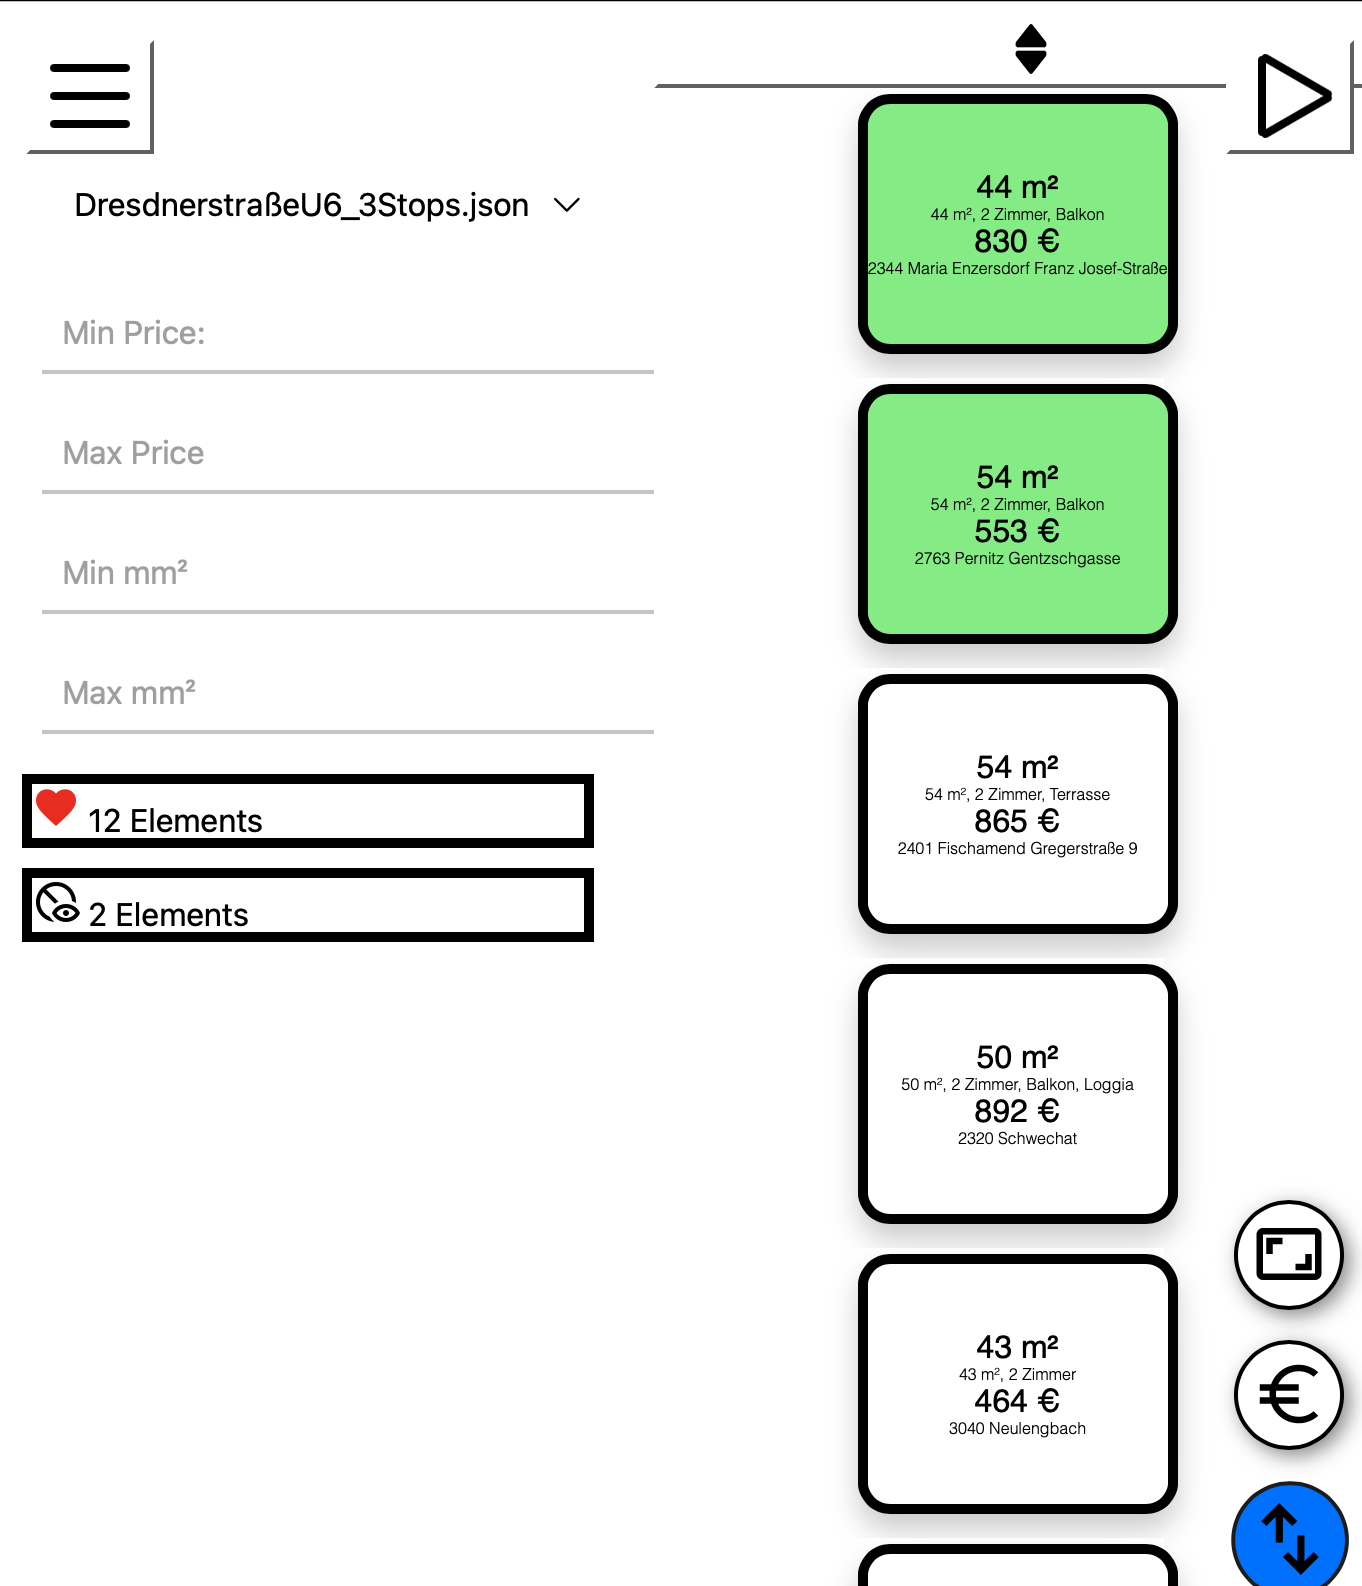 DresdnerstraßeU6_3Stops.json
Min Price:
Max Price
Min mm²
Max mm²
12 Elements
2 Elements
44 m²
44 m², 2 Zimmer, Balkon
830 €
2344 Maria Enzersdorf Franz Josef-Straße
54 m²
54 m², 2 Zimmer, Balkon
553 €
2763 Pernitz Gentzschgasse
54 m²
54 m², 2 Zimmer, Terrasse
865 €
2401 Fischamend Gregerstraße 9
50 m²
50 m², 2 Zimmer, Balkon, Loggia
892 €
2320 Schwechat
43 m²
43 m², 2 Zimmer
464 €
3040 Neulengbach
€